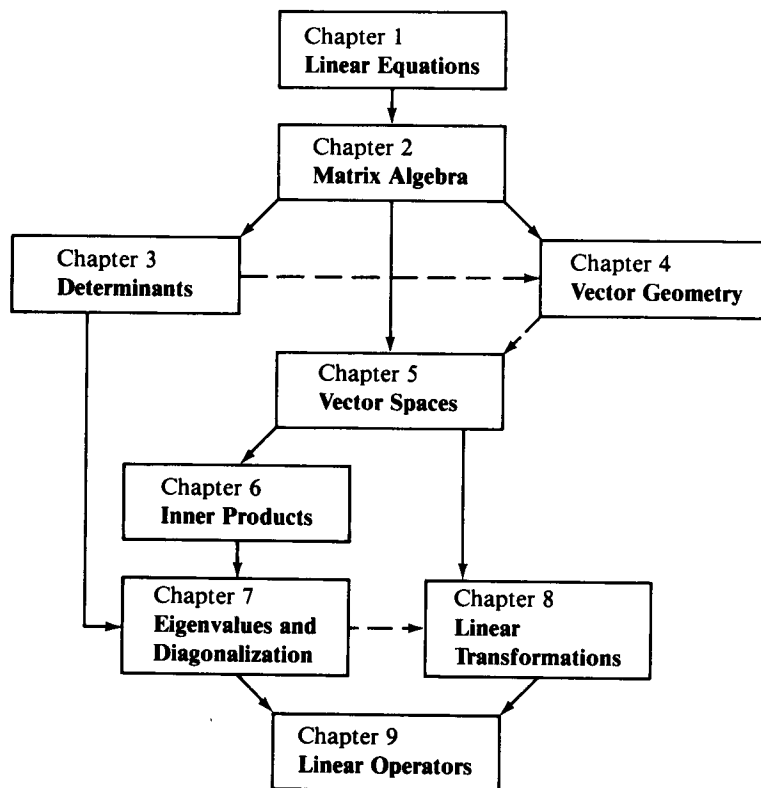 Chapter 1
Linear Equations
Chapter 2
Matrix Algebra
Chapter 3
Determinants
Chapter 4
Vector Geometry
Chapter 5
Vector Spaces
Chapter 6
Inner Products
Chapter 7
Eigenvalues and
Diagonalization
Chapter 8
Linear
Transformations
Chapter 9
Linear Operators